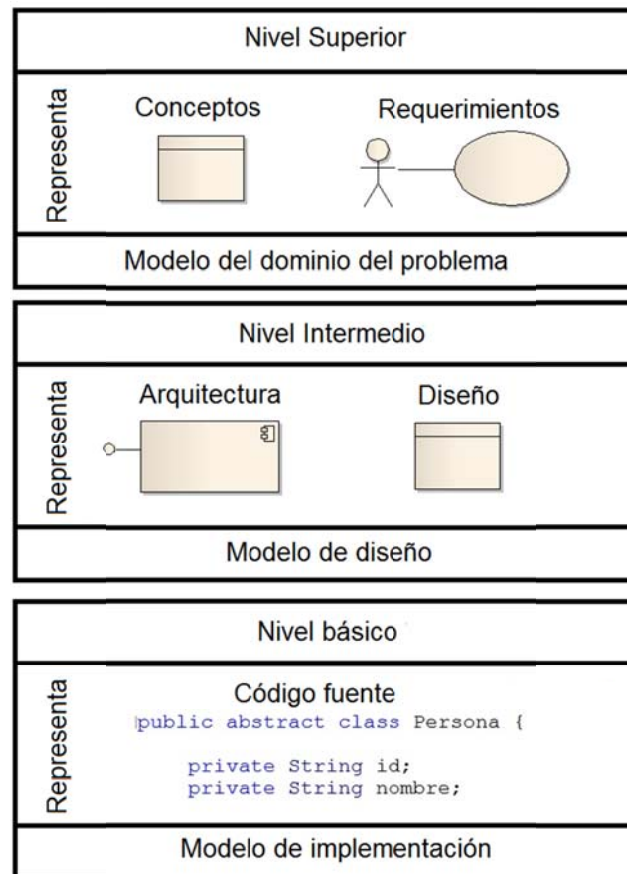 Nivel Superior
Representa
Conceptos
Requerimientos
Modelo del dominio del problema
Nivel Intermedio
Representa
Arquitectura
Diseño
Modelo de diseño
Nivel básico
Representa
Código fuente
public abstract class Persona {
private String id;
private String nombre;
Modelo de implementación